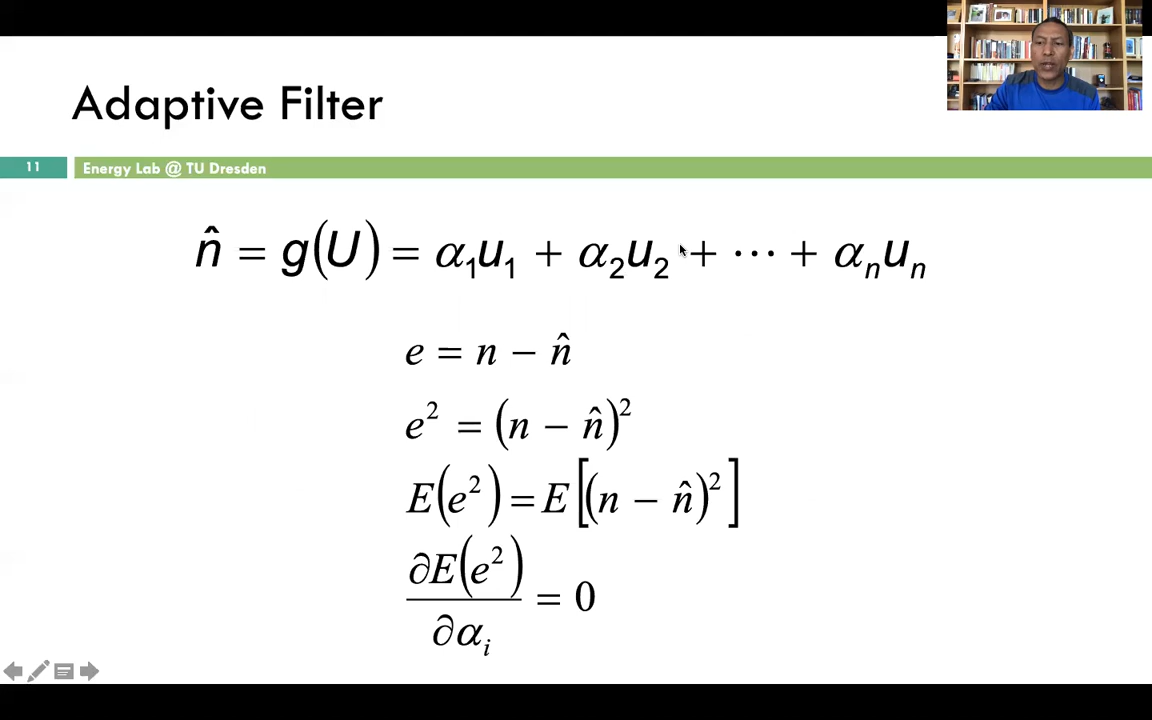 Adaptive Filter
11 Energy Lab @ TU Dresden
n̂ = g(U) = α₁u₁ + α₂u₂ + ⋯ + αₙuₙ
e = n − n̂
e² = (n − n̂)²
E(e²) = E[(n − n̂)²]
∂E(e²)/∂αᵢ = 0